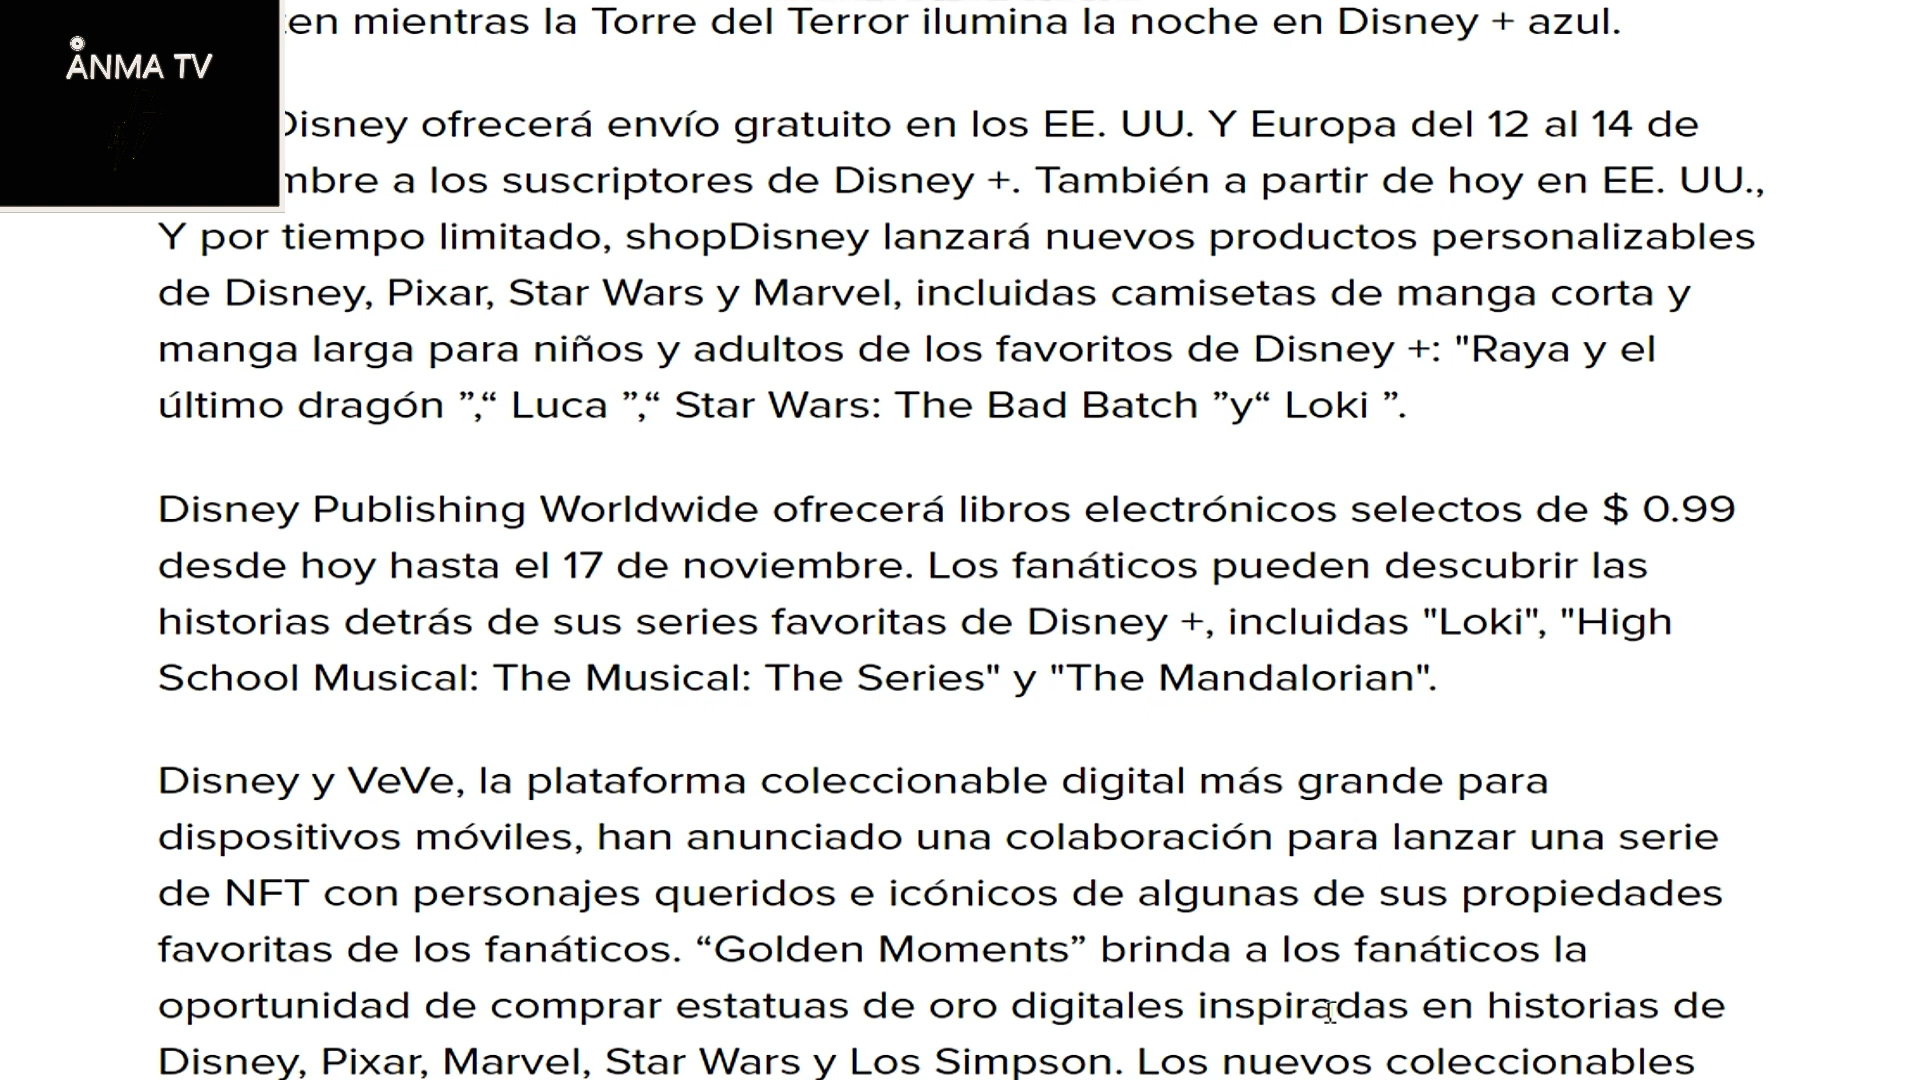 ANMA TV
mientras la Torre del Terror ilumina la noche en Disney + azul.
Disney ofrecerá envío gratuito en los EE. UU. Y Europa del 12 al 14 de
a los suscriptores de Disney +. También a partir de hoy en EE. UU.,
Y por tiempo limitado, shopDisney lanzará nuevos productos personalizables
de Disney, Pixar, Star Wars y Marvel, incluidas camisetas de manga corta y
manga larga para niños y adultos de los favoritos de Disney +: "Raya y el
último dragón ”,“ Luca ”,“ Star Wars: The Bad Batch ”y“ Loki ”.
Disney Publishing Worldwide ofrecerá libros electrónicos selectos de $ 0.99
desde hoy hasta el 17 de noviembre. Los fanáticos pueden descubrir las
historias detrás de sus series favoritas de Disney +, incluidas "Loki", "High
School Musical: The Musical: The Series" y "The Mandalorian".
Disney y VeVe, la plataforma coleccionable digital más grande para
dispositivos móviles, han anunciado una colaboración para lanzar una serie
de NFT con personajes queridos e icónicos de algunas de sus propiedades
favoritas de los fanáticos. “Golden Moments” brinda a los fanáticos la
oportunidad de comprar estatuas de oro digitales inspiradas en historias de
Disney, Pixar, Marvel, Star Wars y Los Simpson. Los nuevos coleccionables